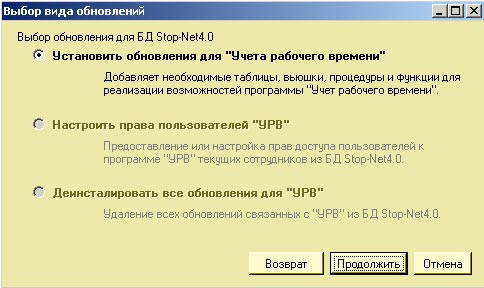 Выбор вида обновлений
Выбор обновления для БД Stop-Net4.0
Установить обновления для "Учета рабочего времени"
Добавляет необходимые таблицы, вьюшки, процедуры и функции для
реализации возможностей программы "Учет рабочего времени".
Настроить права пользователей "УРВ"
Предоставление или настройка прав доступа пользователей к
программе "УРВ" текущих сотрудников из БД Stop-Net4.0.
Деинсталировать все обновления для "УРВ"
Удаление всех обновлений связанных с "УРВ" из БД Stop-Net4.0.
Возврат Продолжить Отмена